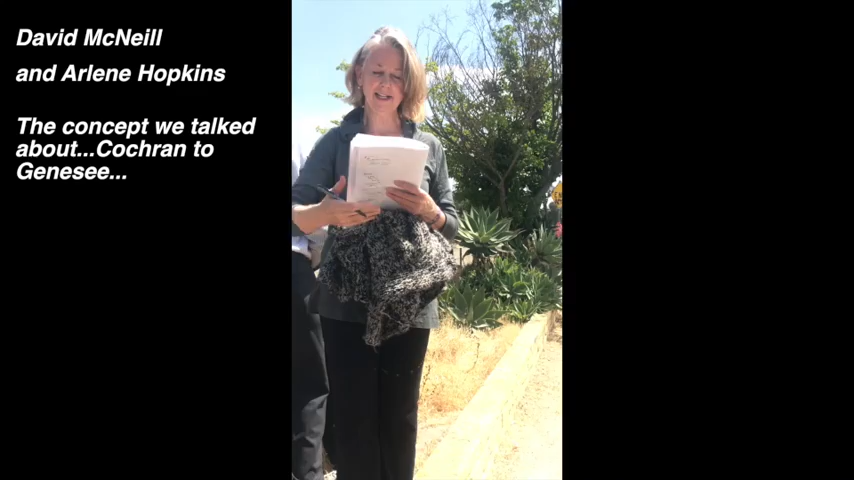 David McNeill
and Arlene Hopkins
The concept we talked
about...Cochran to
Genesee...